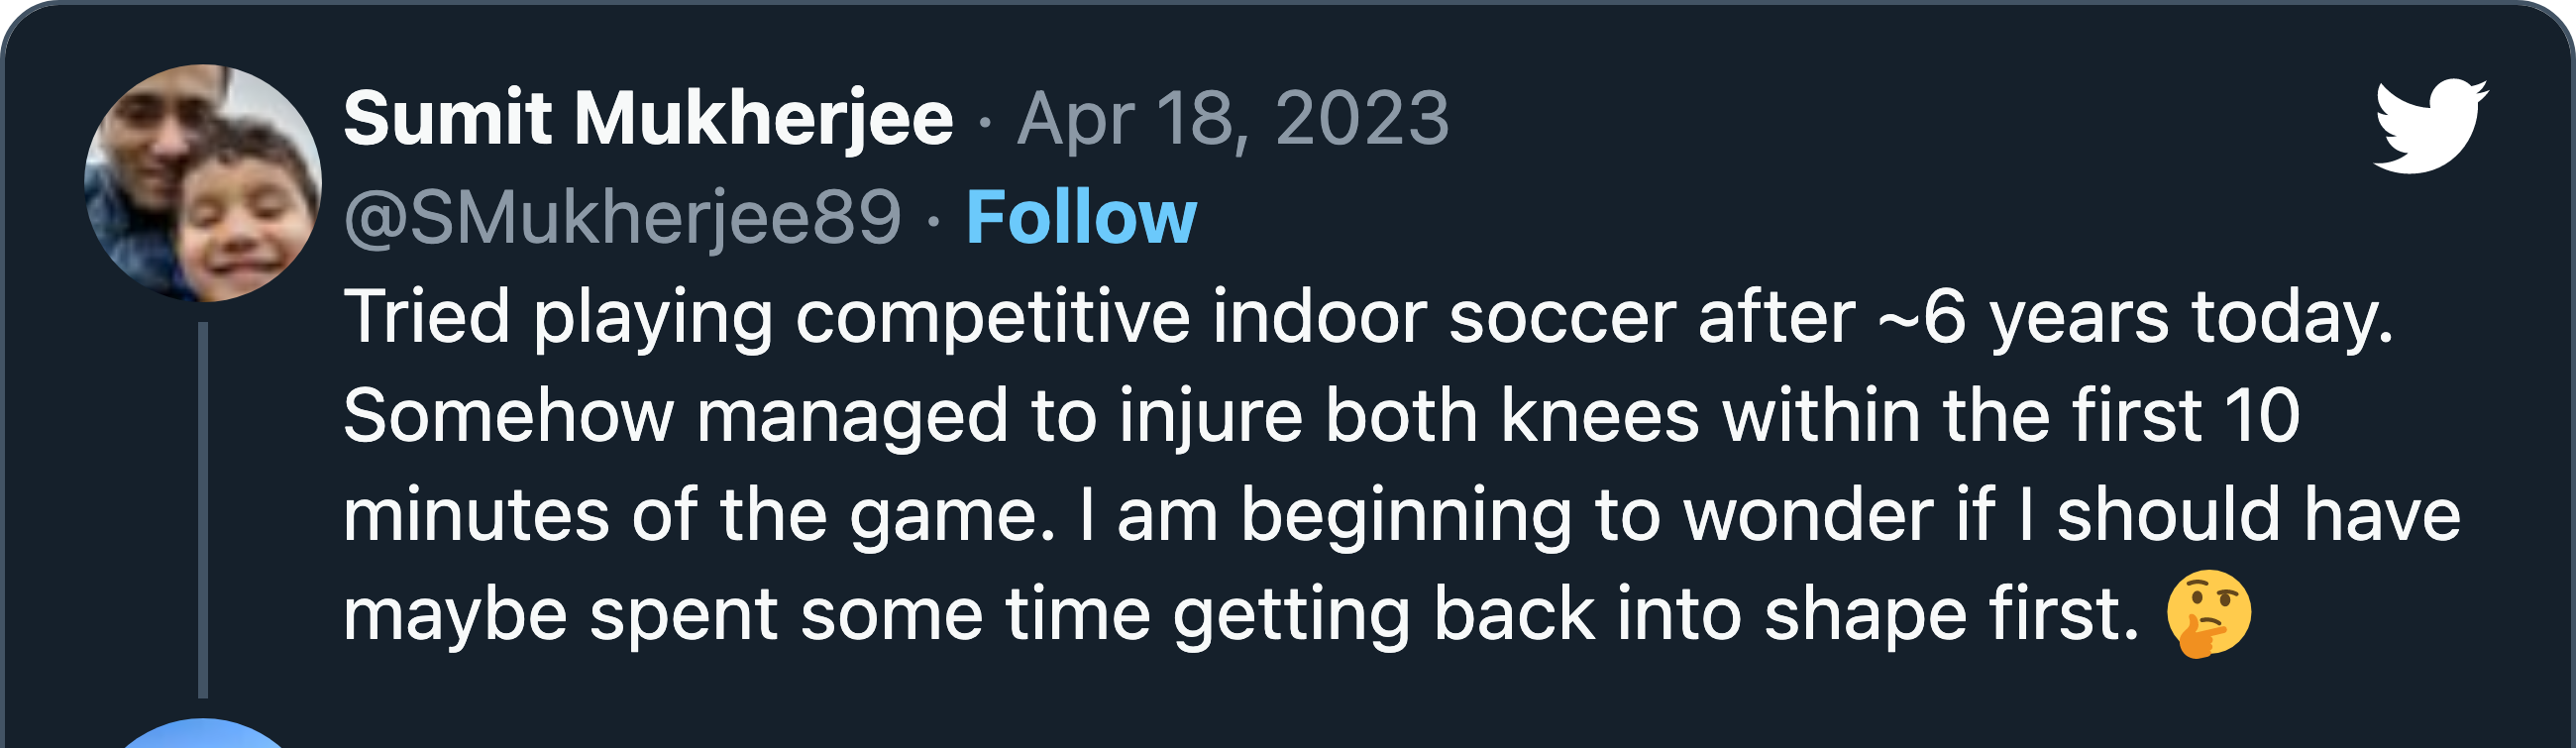 Sumit Mukherjee · Apr 18, 2023
@SMukherjee89 · Follow
Tried playing competitive indoor soccer after ~6 years today.
Somehow managed to injure both knees within the first 10
minutes of the game. I am beginning to wonder if I should have
maybe spent some time getting back into shape first. 🤔